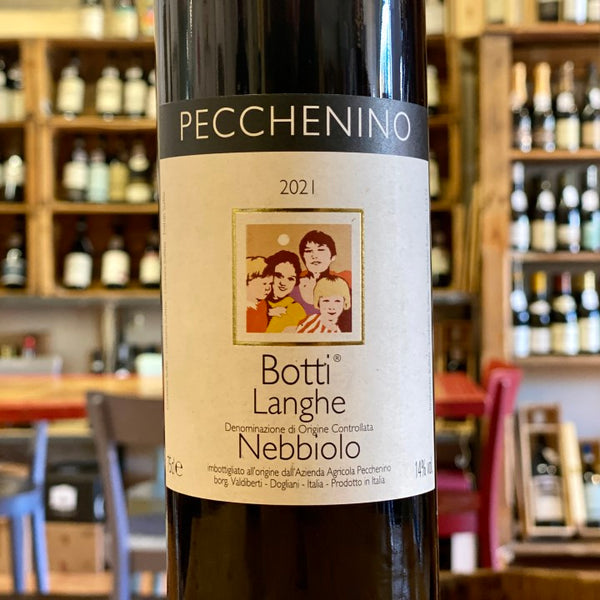 PECCHENINO
2021
Botti®
Langhe
Denominazione di Origine Controllata
Nebbiolo
75cl e 14% vol.
imbottigliato all'origine dall'Azienda Agricola Pecchenino
borg. Valdiberti - Dogliani - Italia - Prodotto in Italia